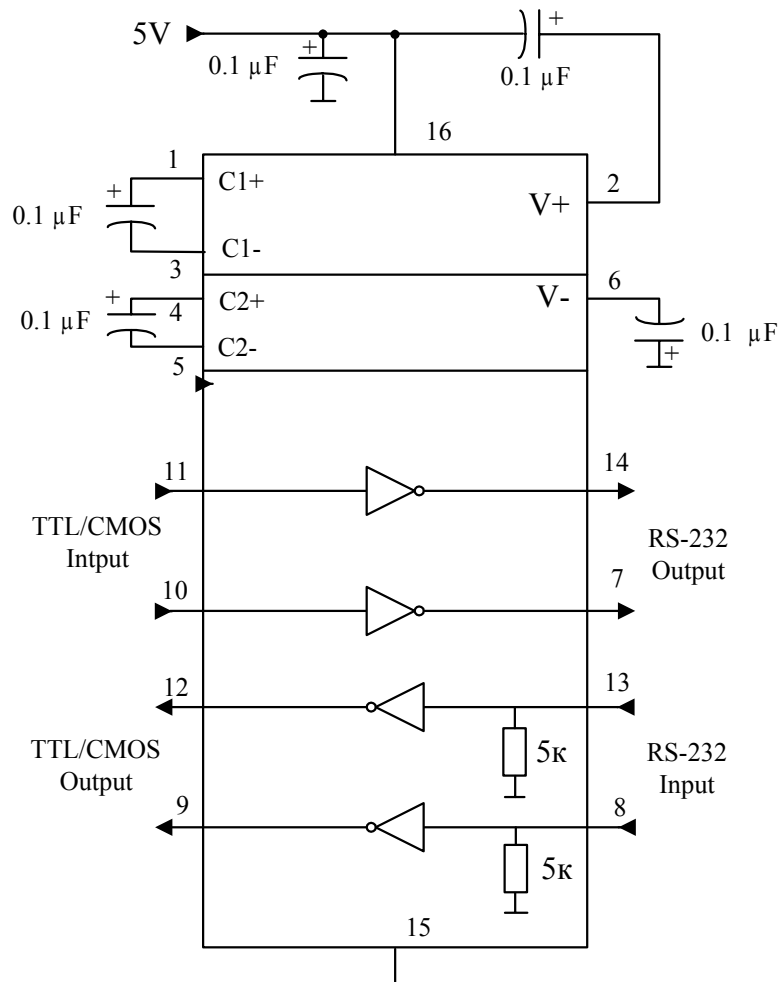 5V
+
0.1 µF
+
0.1 µF
16
1
C1+
V+
2
+
0.1 µF
C1-
3
+
0.1 µF
4
C2+
V-
6
C2-
5
+
0.1 µF
11
14
TTL/CMOS
Intput
RS-232
Output
10
7
12
13
TTL/CMOS
Output
5к
RS-232
Input
9
8
5к
15